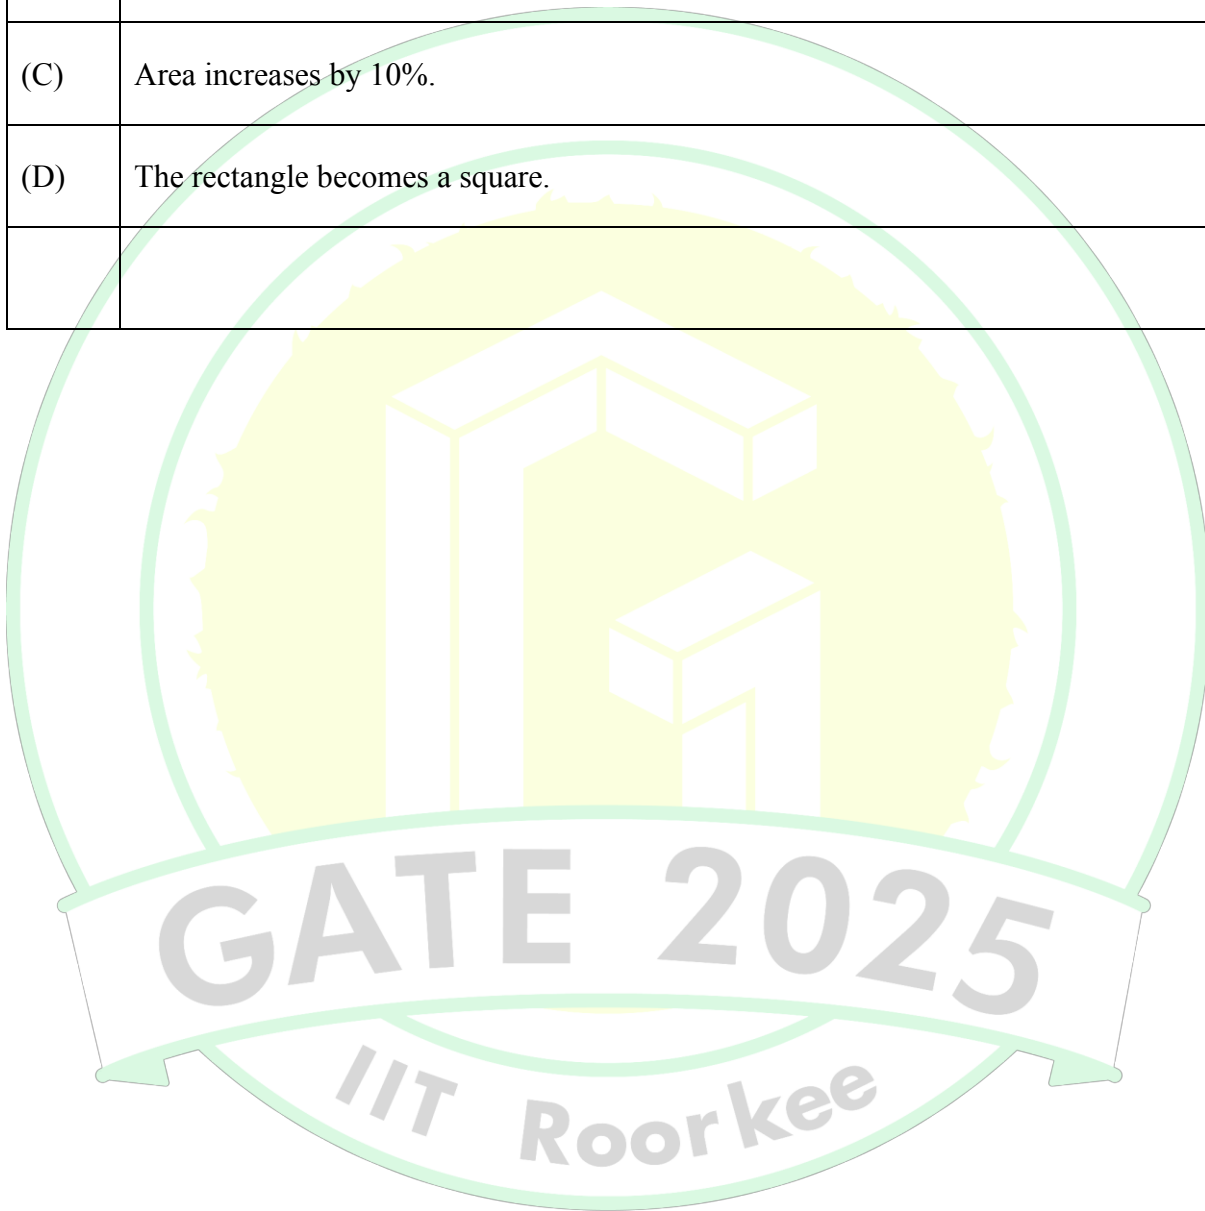 (C) Area increases by 10%.
(D) The rectangle becomes a square.
GATE 2025
IIT Roorkee